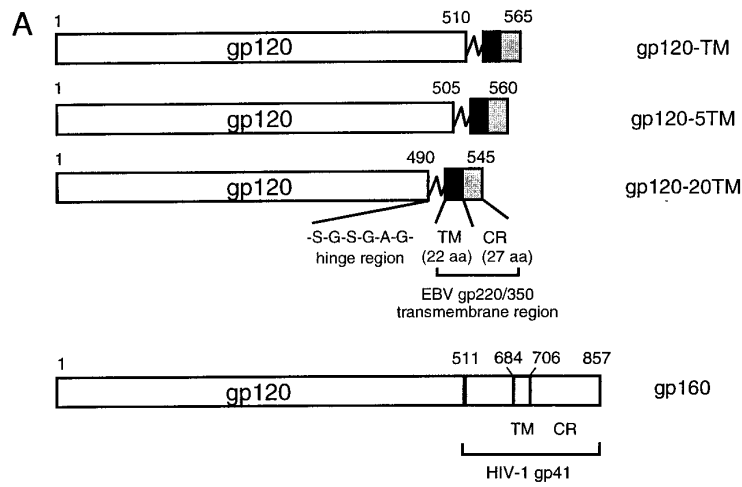 A
1 510 565
gp120 gp120-TM
1 505 560
gp120 gp120-5TM
1 490 545
gp120 gp120-20TM
-S-G-S-G-A-G- TM CR
hinge region (22 aa) (27 aa)
EBV gp220/350
transmembrane region
1 511 684 706 857
gp120 gp160
TM CR
HIV-1 gp41